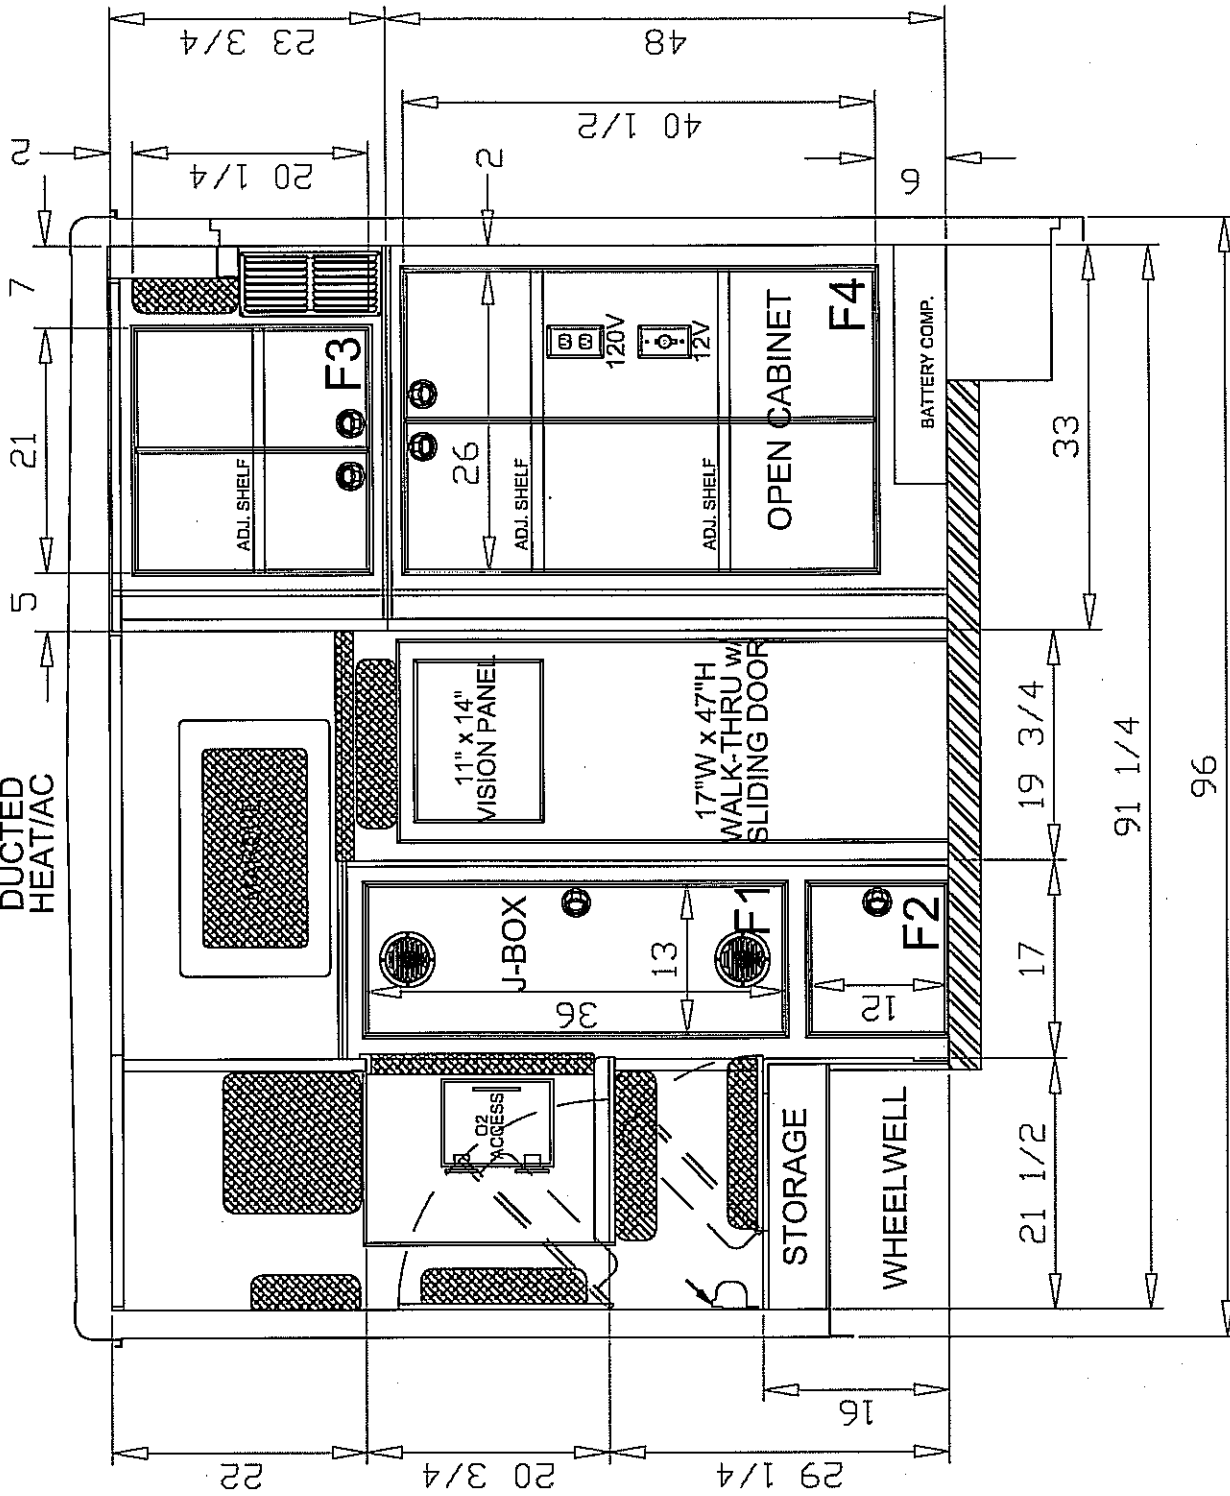 DUCTED
HEAT/AC
5
21
7
2
23 3/4
20 1/4
48
40 1/2
2
6
ADJ. SHELF
F3
26
120V
12V
ADJ. SHELF
ADJ. SHELF
OPEN CABINET
F4
BATTERY COMP.
33
11" x 14"
VISION PANEL
17"W x 47"H
WALK-THRU w/
SLIDING DOOR
19 3/4
91 1/4
96
J-BOX
F1
13
36
F2
12
17
O2
ACCESS
STORAGE
WHEELWELL
21 1/2
16
22
20 3/4
29 1/4